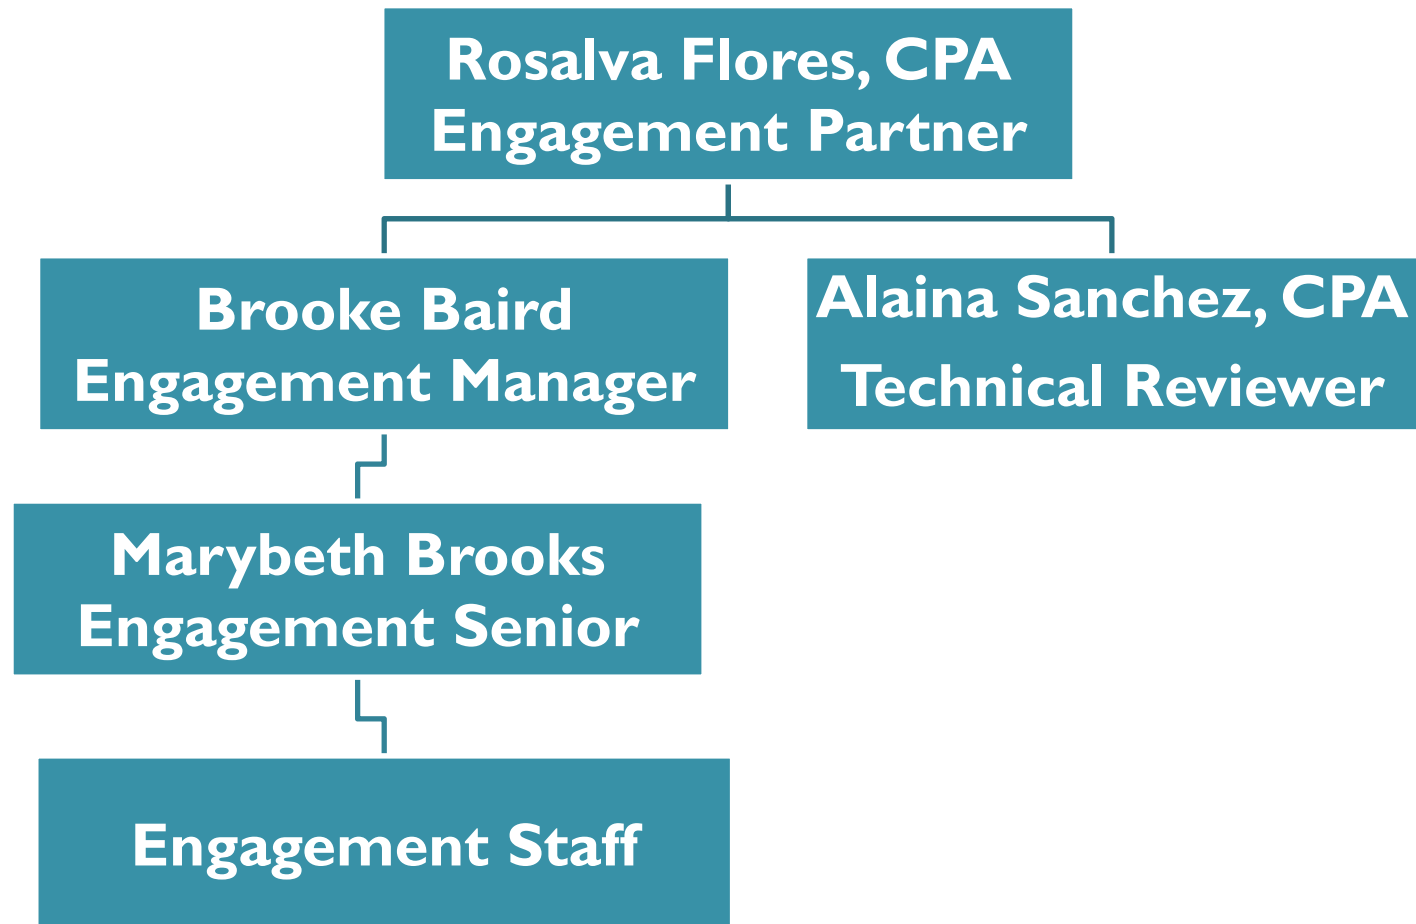 Rosalva Flores, CPA
Engagement Partner
Brooke Baird
Engagement Manager
Alaina Sanchez, CPA
Technical Reviewer
Marybeth Brooks
Engagement Senior
Engagement Staff